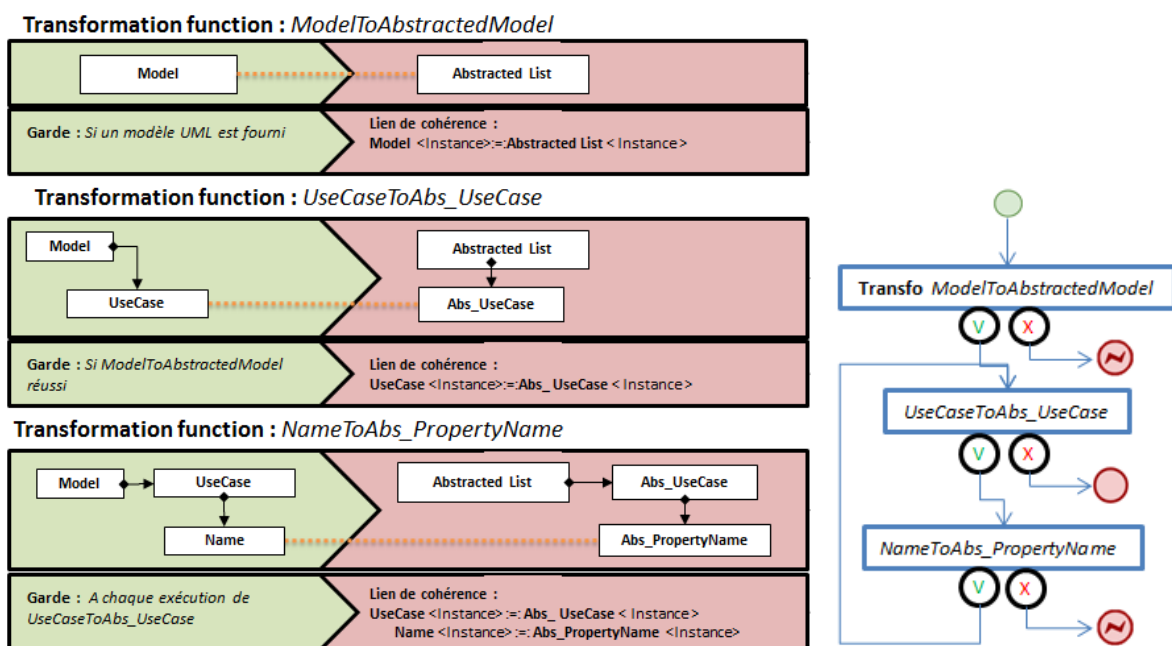 Transformation function : ModelToAbstractedModel
Model
Abstracted List
Garde : Si un modèle UML est fourni
Lien de cohérence :
Model <Instance>:=:Abstracted List < Instance>
Transformation function : UseCaseToAbs_UseCase
Model
UseCase
Abstracted List
Abs_UseCase
Garde : Si ModelToAbstractedModel
réussi
Lien de cohérence :
UseCase <Instance>:=:Abs_ UseCase < Instance>
Transformation function : NameToAbs_PropertyName
Model
UseCase
Name
Abstracted List
Abs_UseCase
Abs_PropertyName
Garde : A chaque exécution de
UseCaseToAbs_UseCase
Lien de cohérence :
UseCase <Instance> :=: Abs_ UseCase < Instance>
Name <Instance> :=: Abs_PropertyName <Instance>
Transfo ModelToAbstractedModel
V X
UseCaseToAbs_UseCase
V X
NameToAbs_PropertyName
V X